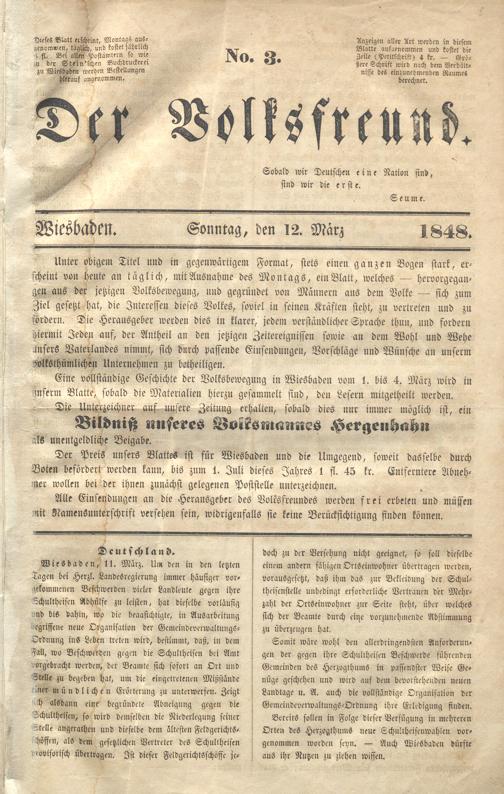 Dieses Blatt erscheint, Montags aus-
genommen, täglich, und kostet jährlich
fl. Bei allen Postämtern so wie
in der Stein'schen Buchdruckerei
zu Wiesbaden werden Bestellungen
hierauf angenommen.
No. 3.
Anzeigen aller Art werden in diesem
Blatte aufgenommen und kostet die
Zeile (Petitschrift) 4 kr. — Grö-
ßere Schrift wird nach dem Verhält-
nisse des einzunehmenden Raumes
berechnet.
Der Volksfreund.
Sobald wir Deutschen eine Nation sind,
sind wir die erste.
Seume.
Wiesbaden. Sonntag, den 12. März 1848.
Unter obigem Titel und in gegenwärtigem Format, stets einen ganzen Bogen stark, er-
scheint von heute an täglich, mit Ausnahme des Montags, ein Blatt, welches — hervorgegan-
gen aus der jetzigen Volksbewegung, und gegründet von Männern aus dem Volke — sich zum
Ziel gesetzt hat, die Interessen dieses Volkes, soviel in seinen Kräften steht, zu vertreten und zu
fördern. Die Herausgeber werden dies in klarer, jedem verständlicher Sprache thun, und fordern
hiermit Jeden auf, der Antheil an den jezigen Zeitereignissen sowie an dem Wohl und Wehe
unsers Vaterlandes nimmt, sich durch passende Einsendungen, Vorschläge und Wünsche an unserm
volksthümlichen Unternehmen zu betheiligen.
Eine vollständige Geschichte der Volksbewegung in Wiesbaden vom 1. bis 4. März wird in
unserm Blatte, sobald die Materialien hierzu gesammelt sind, den Lesern mitgetheilt werden.
Die Unterzeichner auf unsere Zeitung erhalten, sobald dies nur immer möglich ist, ein
Bildniß unseres Volksmannes Hergenhahn
als unentgeldliche Beigabe.
Der Preis unsers Blattes ist für Wiesbaden und die Umgegend, soweit dasselbe durch
Boten befördert werden kann, bis zum 1. Juli dieses Jahres 1 fl. 45 kr. Entferntere Abneh-
mer wollen bei der ihnen zunächst gelegenen Poststelle unterzeichnen.
Alle Einsendungen an die Herausgeber des Volksfreundes werden frei erbeten und müssen
mit Namensunterschrift versehen sein, widrigenfalls sie keine Berücksichtigung finden können.
Deutschland.
Wiesbaden, 11. März. Um den in den letzten
Tagen bei Herzl. Landesregierung immer häufiger vor-
gekommenen Beschwerden vieler Landleute gegen ihre
Schultheisen Abhülfe zu leisten, hat dieselbe vorläufig
und bis dahin, wo die beabsichtigte, in Ausarbeitung
begriffene neue Organisation der Gemeindeverwaltungs-
Ordnung ins Leben treten wird, bestimmt, daß, in dem
Fall, wo Beschwerden gegen die Schultheisen bei Amt
vorgebracht werden, der Beamte sich sofort an Ort und
Stelle zu begeben hat, um die eingetretenen Mißstände
einer mündlichen Erörterung zu unterwerfen. Zeigt
sich alsdann eine begründete Abneigung gegen die
Schultheisen, so wird demselben die Niederlegung seiner
Stelle angrathen und dieselbe dem ältesten Feldgerichts-
schöffen, als dem gesetzlichen Vertreter des Schultheisen
provisorisch übertragen. Ist dieser Feldgerichtsschöffe je-
doch zu der Versehung nicht geeignet, so soll dieselbe
einem andern fähigen Ortseinwohner übertragen werden,
vorausgesetzt, daß ihm das zur Bekleidung der Schul-
theisenstelle unbedingt erforderliche Vertrauen der Mehr-
zahl der Ortseinwohner zur Seite steht, über welches
sich der Beamte durch eine vorzunehmende Abstimmung
zu überzeugen hat.
Somit wäre wohl den allerdringendsten Anforderun-
gen der gegen ihre Schultheisen Beschwerde führenden
Gemeinden des Herzogthums in passendster Weise Ge-
nüge geschehen und wird auf dem bevorstehenden neuen
Landtage u. A. auch die vollständige Organisation der
Gemeindeverwaltungs-Ordnung ihre Erledigung finden.
Bereits sollen in Folge dieser Verfügung in mehreren
Orten des Herzogthums neue Schultheisenwahlen vor-
genommen worden seyn. — Auch Wiesbaden dürfte
aus ihr Nutzen zu ziehen wissen.